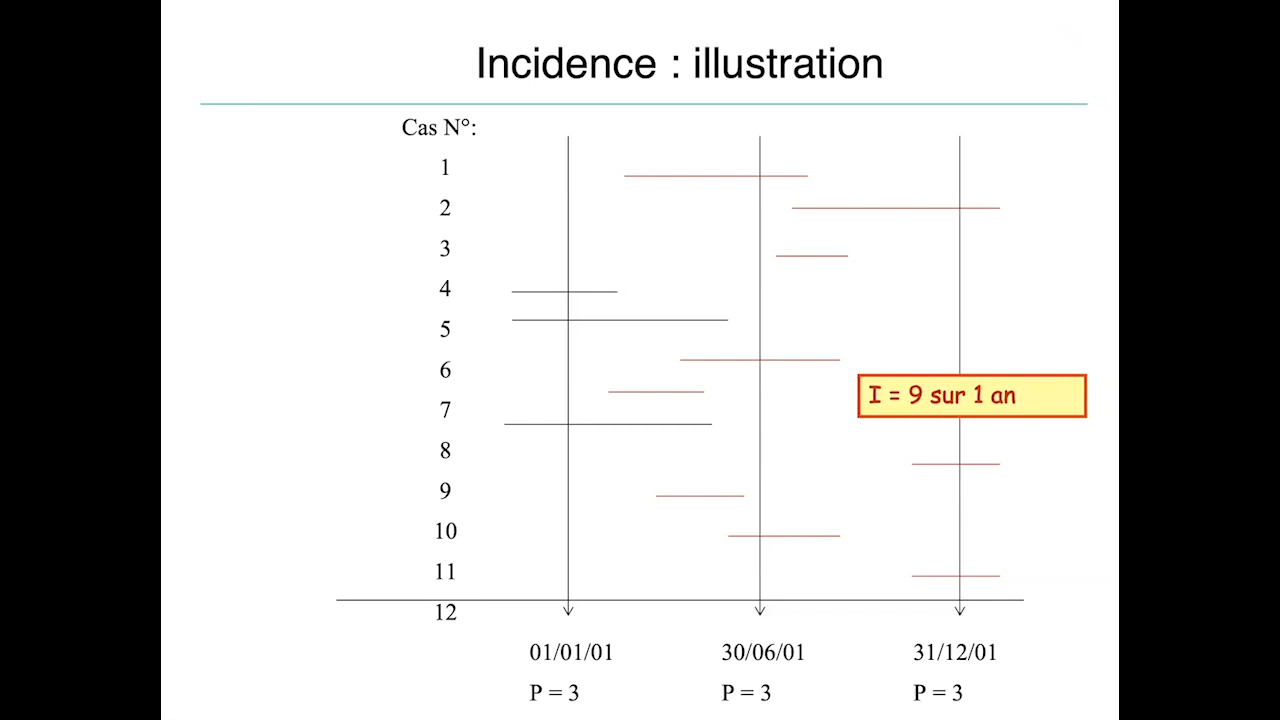 Incidence : illustration
Cas N°:
1
2
3
4
5
6
7
8
9
10
11
12
I = 9 sur 1 an
01/01/01 30/06/01 31/12/01
P = 3 P = 3 P = 3